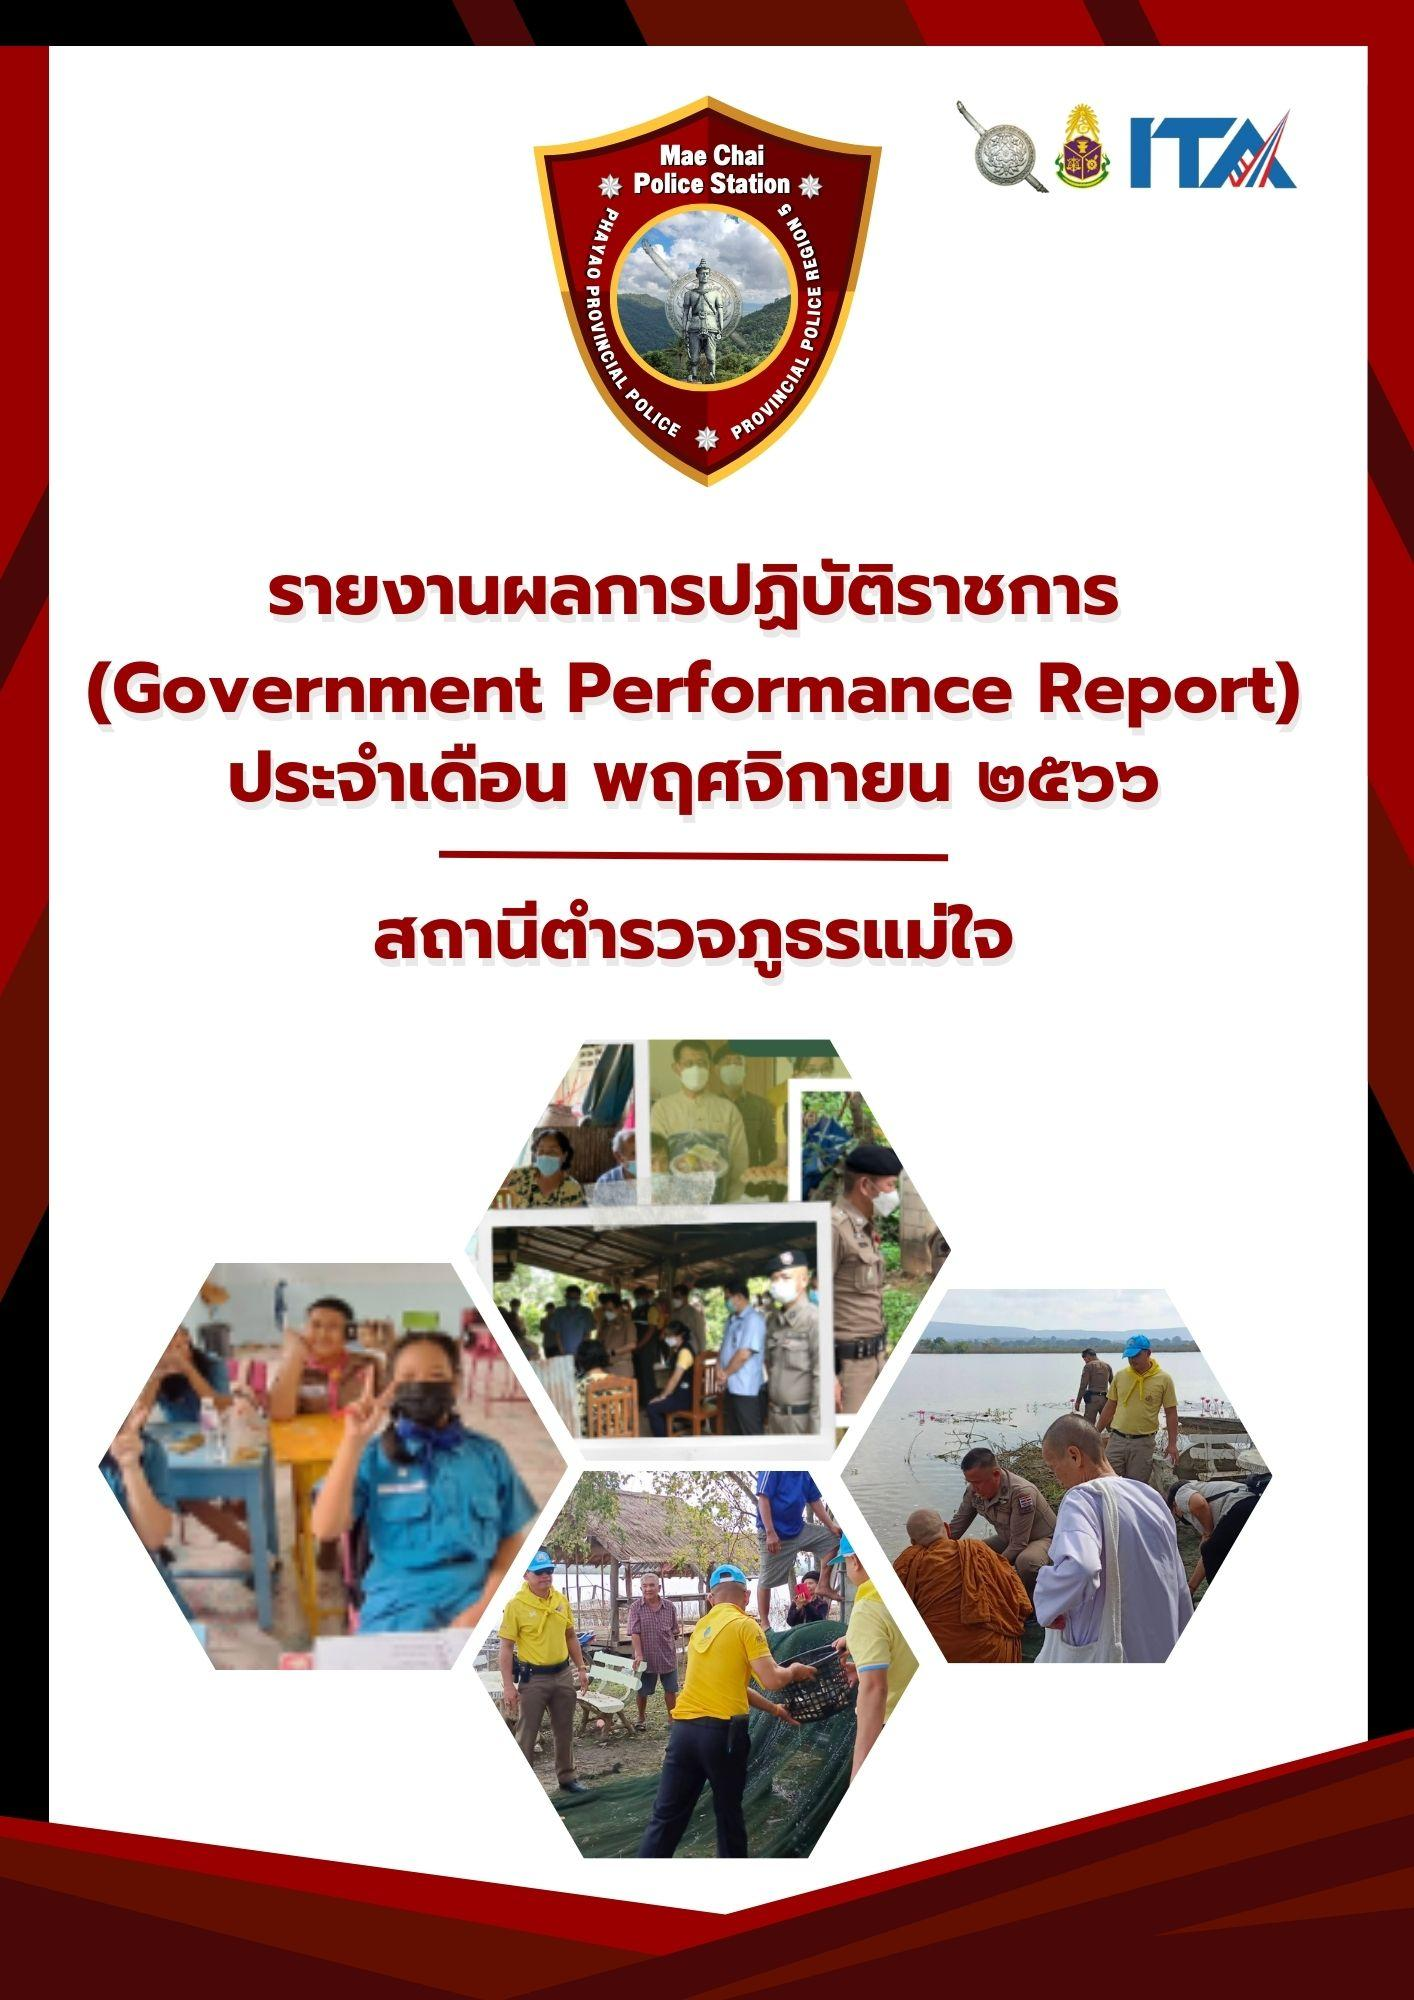 Mae Chai
Police Station
PHAYAO PROVINCIAL POLICE
PROVINCIAL POLICE REGION 5
ITA
รายงานผลการปฏิบัติราชการ
(Government Performance Report)
ประจำเดือน พฤศจิกายน ๒๕๖๖
สถานีตำรวจภูธรแม่ใจ